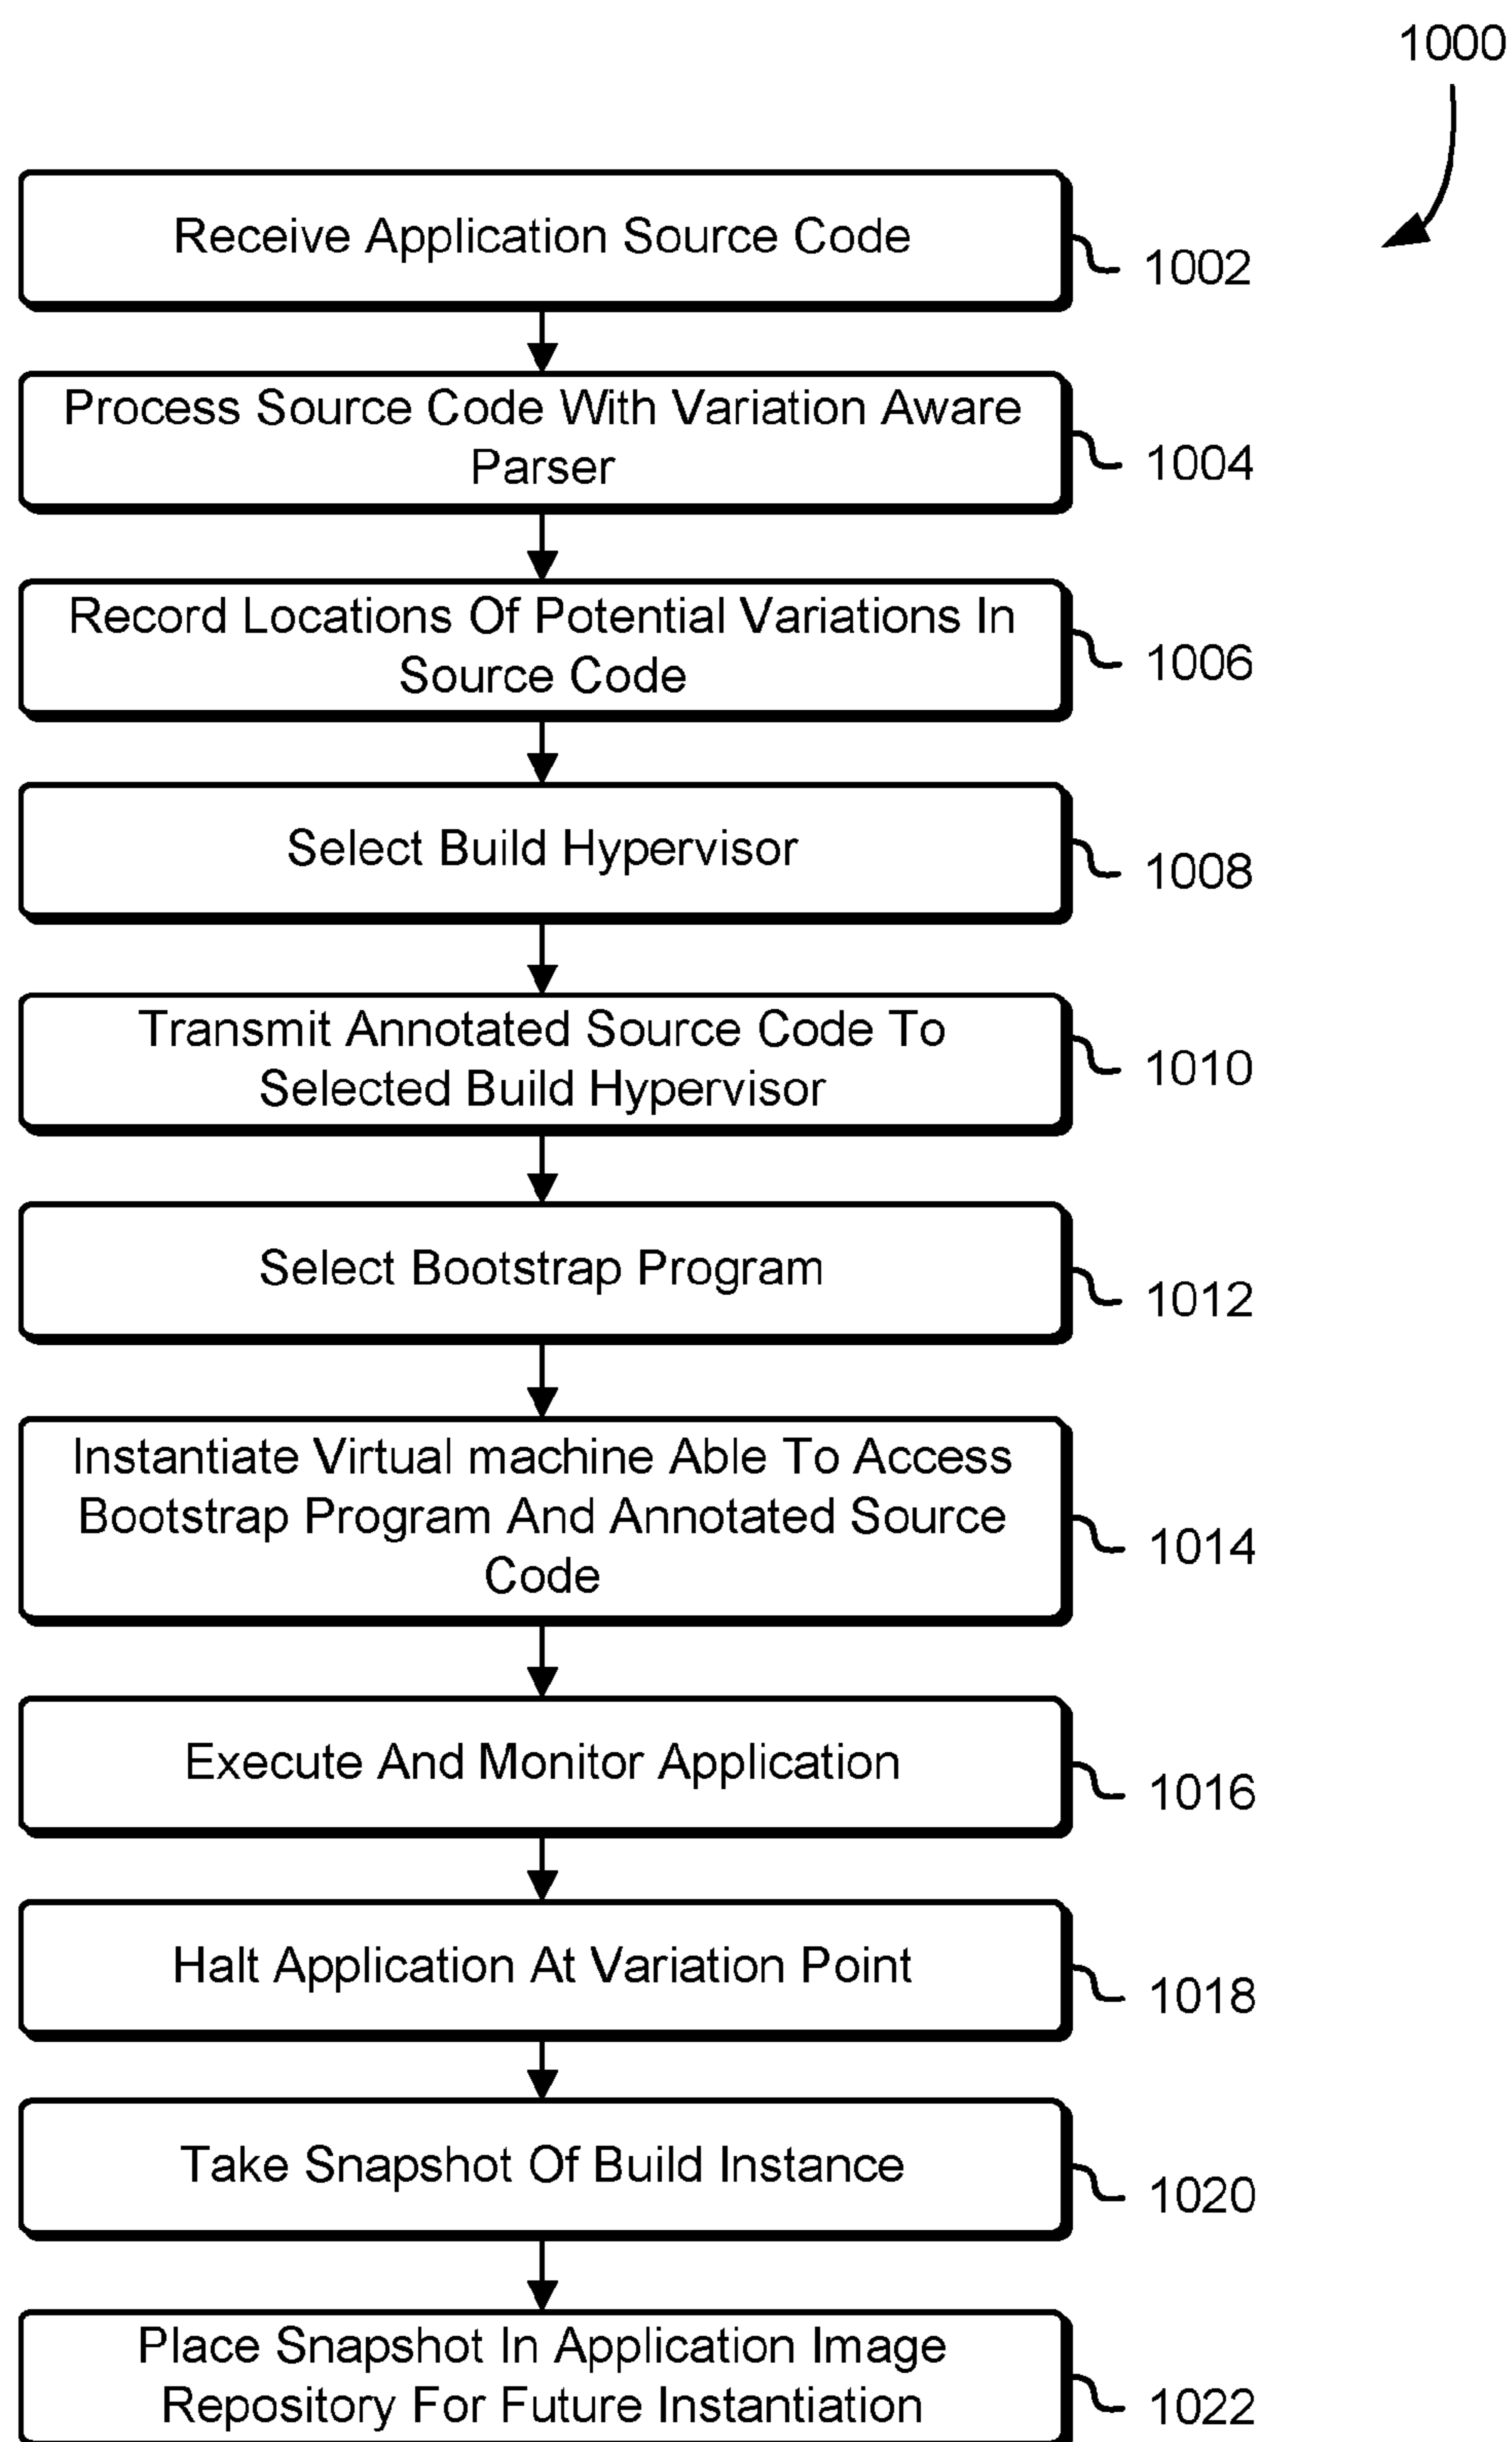 1000
Receive Application Source Code
1002
Process Source Code With Variation Aware
Parser
1004
Record Locations Of Potential Variations In
Source Code
1006
Select Build Hypervisor
1008
Transmit Annotated Source Code To
Selected Build Hypervisor
1010
Select Bootstrap Program
1012
Instantiate Virtual machine Able To Access
Bootstrap Program And Annotated Source
Code
1014
Execute And Monitor Application
1016
Halt Application At Variation Point
1018
Take Snapshot Of Build Instance
1020
Place Snapshot In Application Image
Repository For Future Instantiation
1022